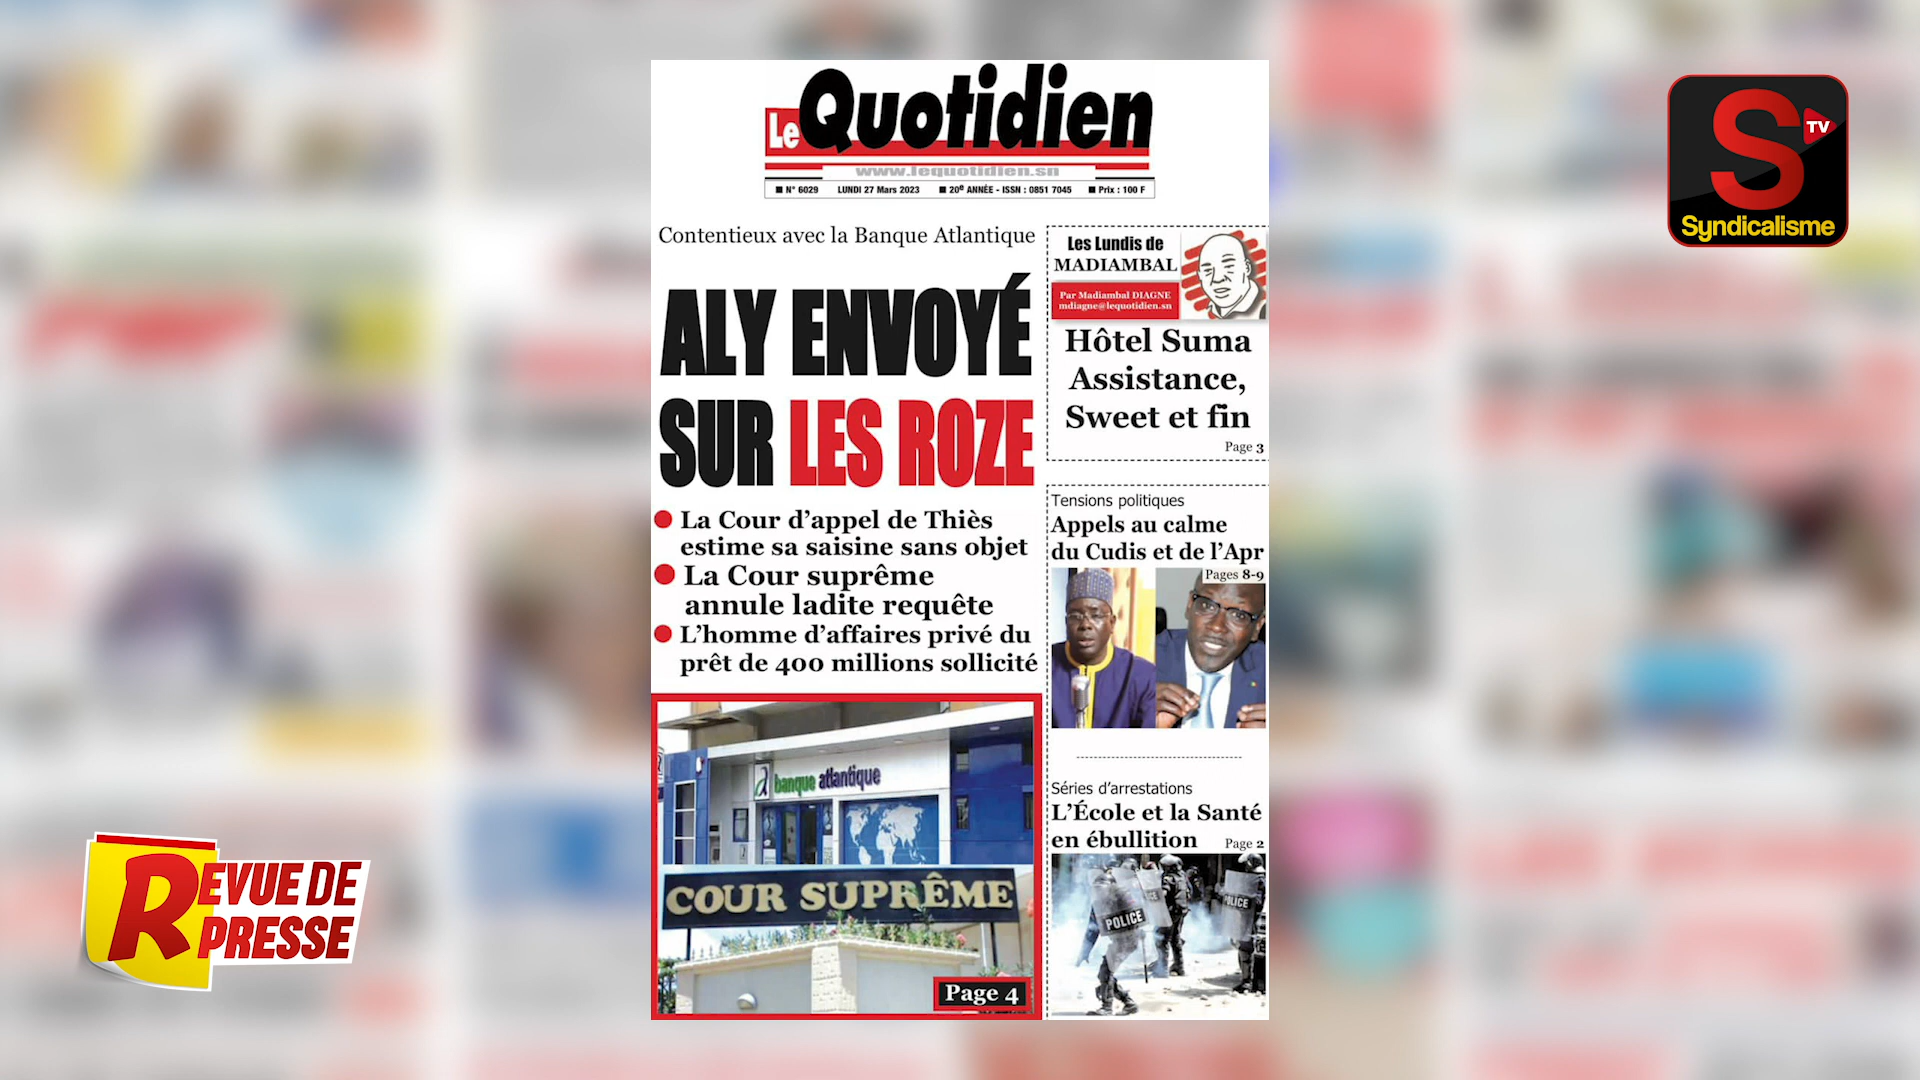 Le Quotidien
www.lequotidien.sn
N° 6029 LUNDI 27 Mars 2023 20e ANNÉE - ISSN : 0851 7045 Prix : 100 F
Contentieux avec la Banque Atlantique
ALY ENVOYÉ
SUR LES ROZE
La Cour d'appel de Thiès
estime sa saisine sans objet
La Cour suprême
annule ladite requête
L'homme d'affaires privé du
prêt de 400 millions sollicité
banque atlantique
COUR SUPRÊME
Page 4
Les Lundis de
MADIAMBAL
Par Madiambal DIAGNE
mdiagne@lequotidien.sn
Hôtel Suma
Assistance,
Sweet et fin
Page 3
Tensions politiques
Appels au calme
du Cudis et de l'Apr
Pages 8-9
Séries d'arrestations
L'École et la Santé
en ébullition Page 2
POLICE
POLICE
S TV
Syndicalisme
REVUE DE
PRESSE